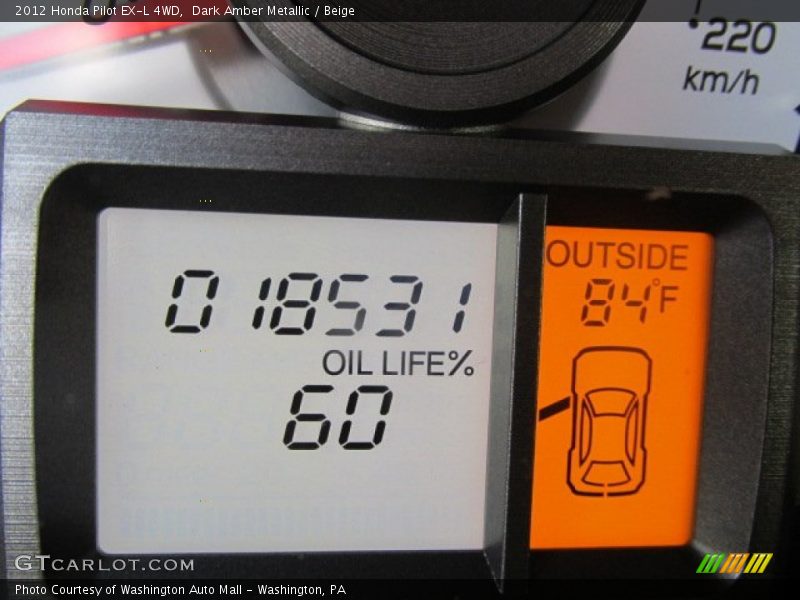 2012 Honda Pilot EX-L 4WD, Dark Amber Metallic / Beige
220
km/h
OUTSIDE
84°F
018531
OIL LIFE%
60
GTCARLOT.COM
Photo Courtesy of Washington Auto Mall - Washington, PA